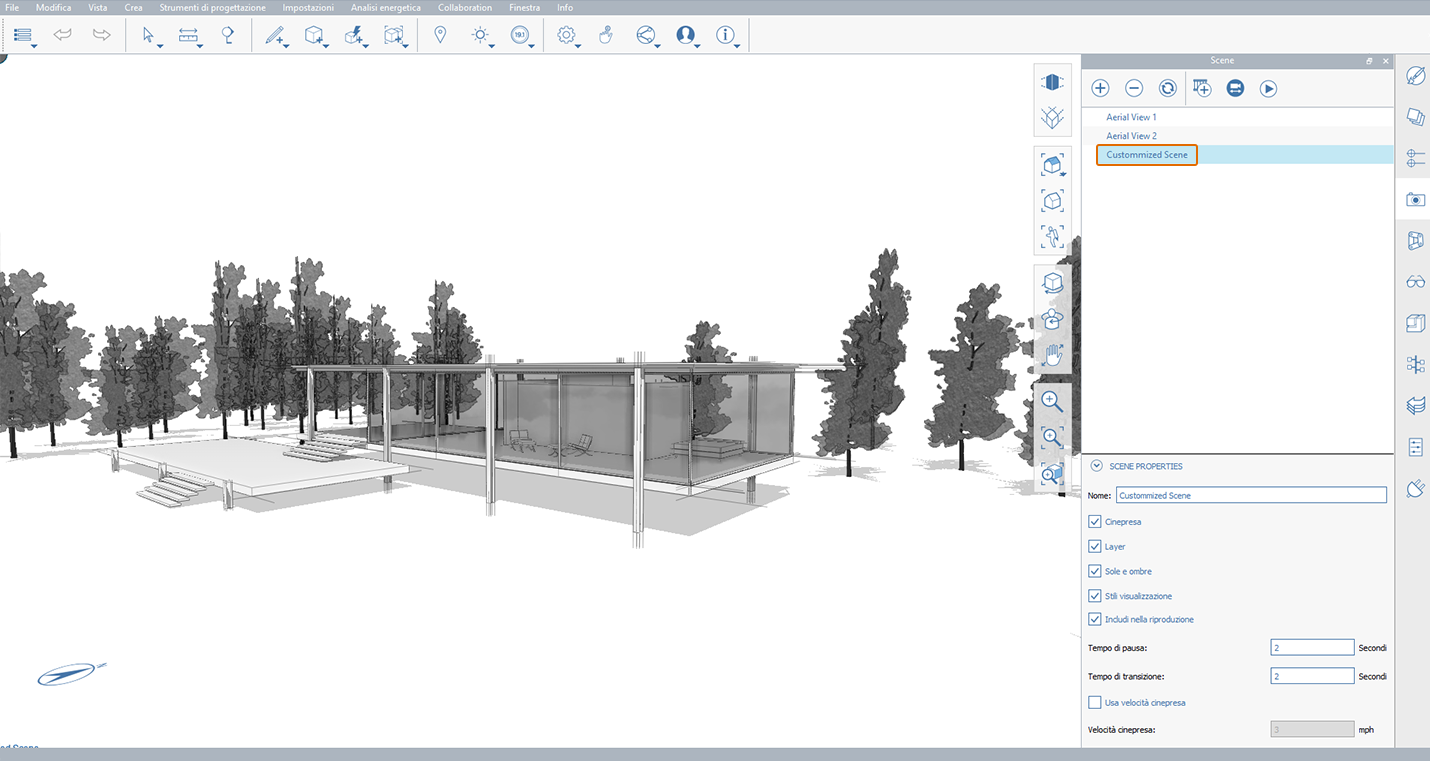 File Modifica Vista Crea Strumenti di progettazione Impostazioni Analisi energetica Collaboration Finestra Info
19.1
Scene
Aerial View 1
Aerial View 2
Custommized Scene
SCENE PROPERTIES
Nome: Custommized Scene
Cinepresa
Layer
Sole e ombre
Stili visualizzazione
Includi nella riproduzione
Tempo di pausa: 2 Secondi
Tempo di transizione: 2 Secondi
Usa velocità cinepresa
Velocità cinepresa: 3 mph